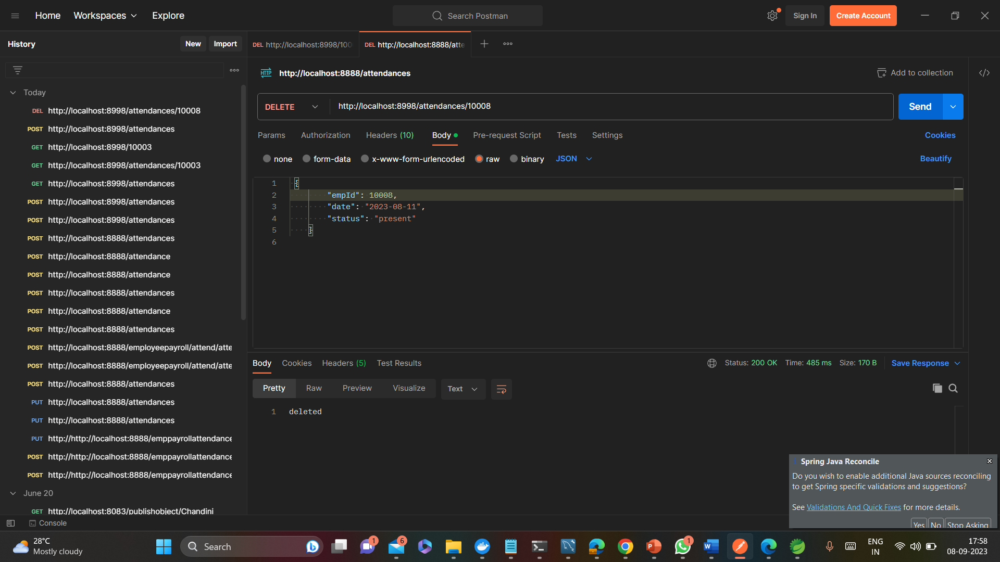 Home
Workspaces
Explore
Search Postman
Sign In
Create Account
History
New
Import
DEL http://localhost:8998/100
DEL http://localhost:8888/atte
HTTP
http://localhost:8888/attendances
Add to collection
</>
DELETE
http://localhost:8998/attendances/10008
Send
Params
Authorization
Headers (10)
Body
Pre-request Script
Tests
Settings
Cookies
none
form-data
x-www-form-urlencoded
raw
binary
JSON
Beautify
1 {
2 "empId": 10008,
3 "date": "2023-08-11",
4 "status": "present"
5 }
6
Today
DEL http://localhost:8998/attendances/10008
POST http://localhost:8998/attendances
GET http://localhost:8998/10003
GET http://localhost:8998/attendances/10003
GET http://localhost:8998/attendances
POST http://localhost:8998/attendances
POST http://localhost:8998/attendances
POST http://localhost:8888/attendances
POST http://localhost:8888/attendance
POST http://localhost:8888/attendance
POST http://localhost:8888/attendances
POST http://localhost:8888/attendance
POST http://localhost:8888/attendances
POST http://localhost:8888/employeepayroll/attend/atte
POST http://localhost:8888/employeepayroll/attend/atte
POST http://localhost:8888/attendances
PUT http://localhost:8888/attendances
PUT http://localhost:8888/attendances
PUT http://http://localhost:8888/emppayrollattendance
POST http://http://localhost:8888/emppayrollattendance
POST http://http://localhost:8888/emppayrollattendance
June 20
GET http://localhost:8083/publishobject/Chandini
Body
Cookies
Headers (5)
Test Results
Status: 200 OK
Time: 485 ms
Size: 170 B
Save Response
Pretty
Raw
Preview
Visualize
Text
1 deleted
Spring Java Reconcile
Do you wish to enable additional Java sources reconciling
to get Spring specific validations and suggestions?
See Validations And Quick Fixes for more details.
Yes
No
Stop Asking
Console
28°C
Mostly cloudy
Search
1
6
P
1
W
ENG
IN
17:58
08-09-2023